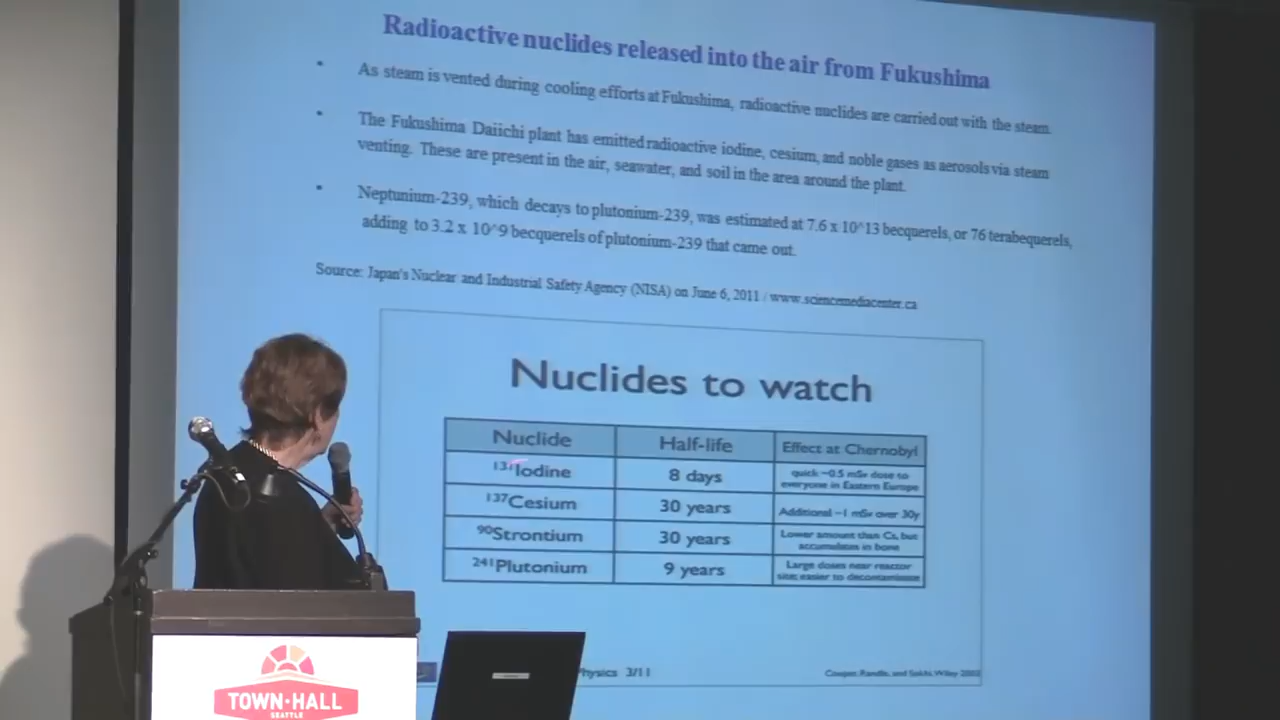 Radioactive nuclides released into the air from Fukushima
• As steam is vented during cooling efforts at Fukushima, radioactive nuclides are carried out with the steam.
• The Fukushima Daiichi plant has emitted radioactive iodine, cesium, and noble gases as aerosols via steam
venting. These are present in the air, seawater, and soil in the area around the plant.
• Neptunium-239, which decays to plutonium-239, was estimated at 7.6 x 10^13 becquerels, or 76 terabequerels,
adding to 3.2 x 10^9 becquerels of plutonium-239 that came out.
Source: Japan's Nuclear and Industrial Safety Agency (NISA) on June 6, 2011 / www.sciencemediacenter.ca
Nuclides to watch
Nuclide Half-life Effect at Chernobyl
131Iodine 8 days quick ~0.5 mSv dose to
everyone in Eastern Europe
137Cesium 30 years Additional ~1 mSv over 30y
90Strontium 30 years Lower amount than Cs, but
accumulates in bone
241Plutonium 9 years Large doses near reactor
site; easier to decontaminate
Physics 3/11
Cooper, Randle, and Sokhi, Wiley
TOWN·HALL
SEATTLE